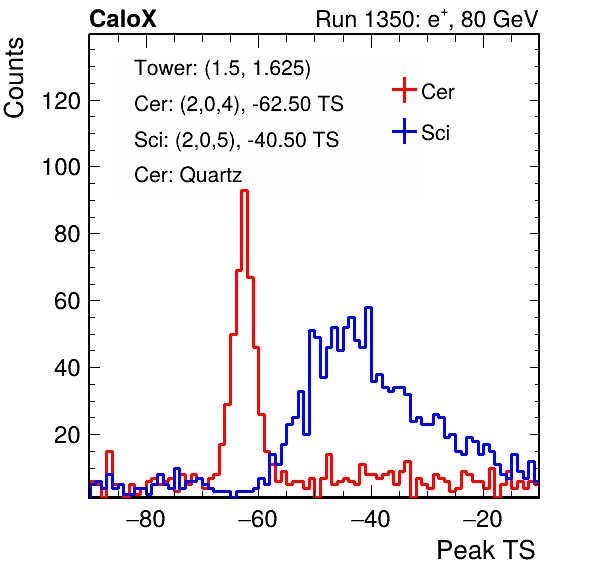 CaloX Run 1350: e⁺, 80 GeV
Counts
Tower: (1.5, 1.625)
Cer: (2,0,4), -62.50 TS
Sci: (2,0,5), -40.50 TS
Cer: Quartz
Cer
Sci
120
100
80
60
40
20
−80 −60 −40 −20
Peak TS